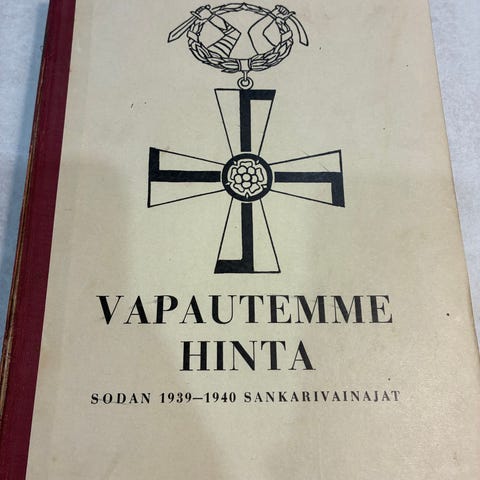 VAPAUTEMME
HINTA
SODAN 1939—1940 SANKARIVAINAJAT